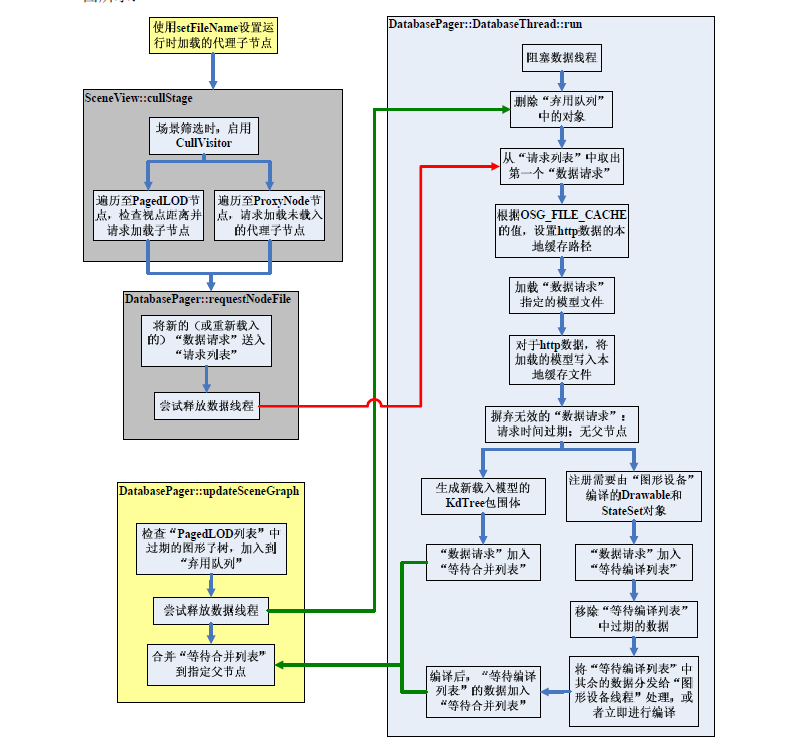 使用setFileName设置运
行时加载的代理子节点
SceneView::cullStage
场景筛选时，启用
CullVisitor
遍历至PagedLOD节
点，检查视点距离并
请求加载子节点
遍历至ProxyNode节
点，请求加载未载入
的代理子节点
DatabasePager::requestNodeFile
将新的（或重新载入
的）“数据请求”送入
“请求列表”
尝试释放数据线程
DatabasePager::updateSceneGraph
检查“PagedLOD列表”中
过期的图形子树，加入到
“弃用队列”
尝试释放数据线程
合并“等待合并列表”
到指定父节点
DatabasePager::DatabaseThread::run
阻塞数据线程
删除“弃用队列”
中的对象
从“请求列表”中取出
第一个“数据请求”
根据OSG_FILE_CACHE
的值，设置http数据的本
地缓存路径
加载“数据请求”
指定的模型文件
对于http数据，将
加载的模型写入本
地缓存文件
摒弃无效的“数据请求”：
请求时间过期；无父节点
生成新载入模型的
KdTree包围体
“数据请求”加入
“等待合并列表”
注册需要由“图形设备”
编译的Drawable和
StateSet对象
“数据请求”加入
“等待编译列表”
移除“等待编译列表”
中过期的数据
将“等待编译列表”中
其余的数据分发给“图
形设备线程”处理，或
者立即进行编译
编译后，“等待编译
列表”的数据加入
“等待合并列表”